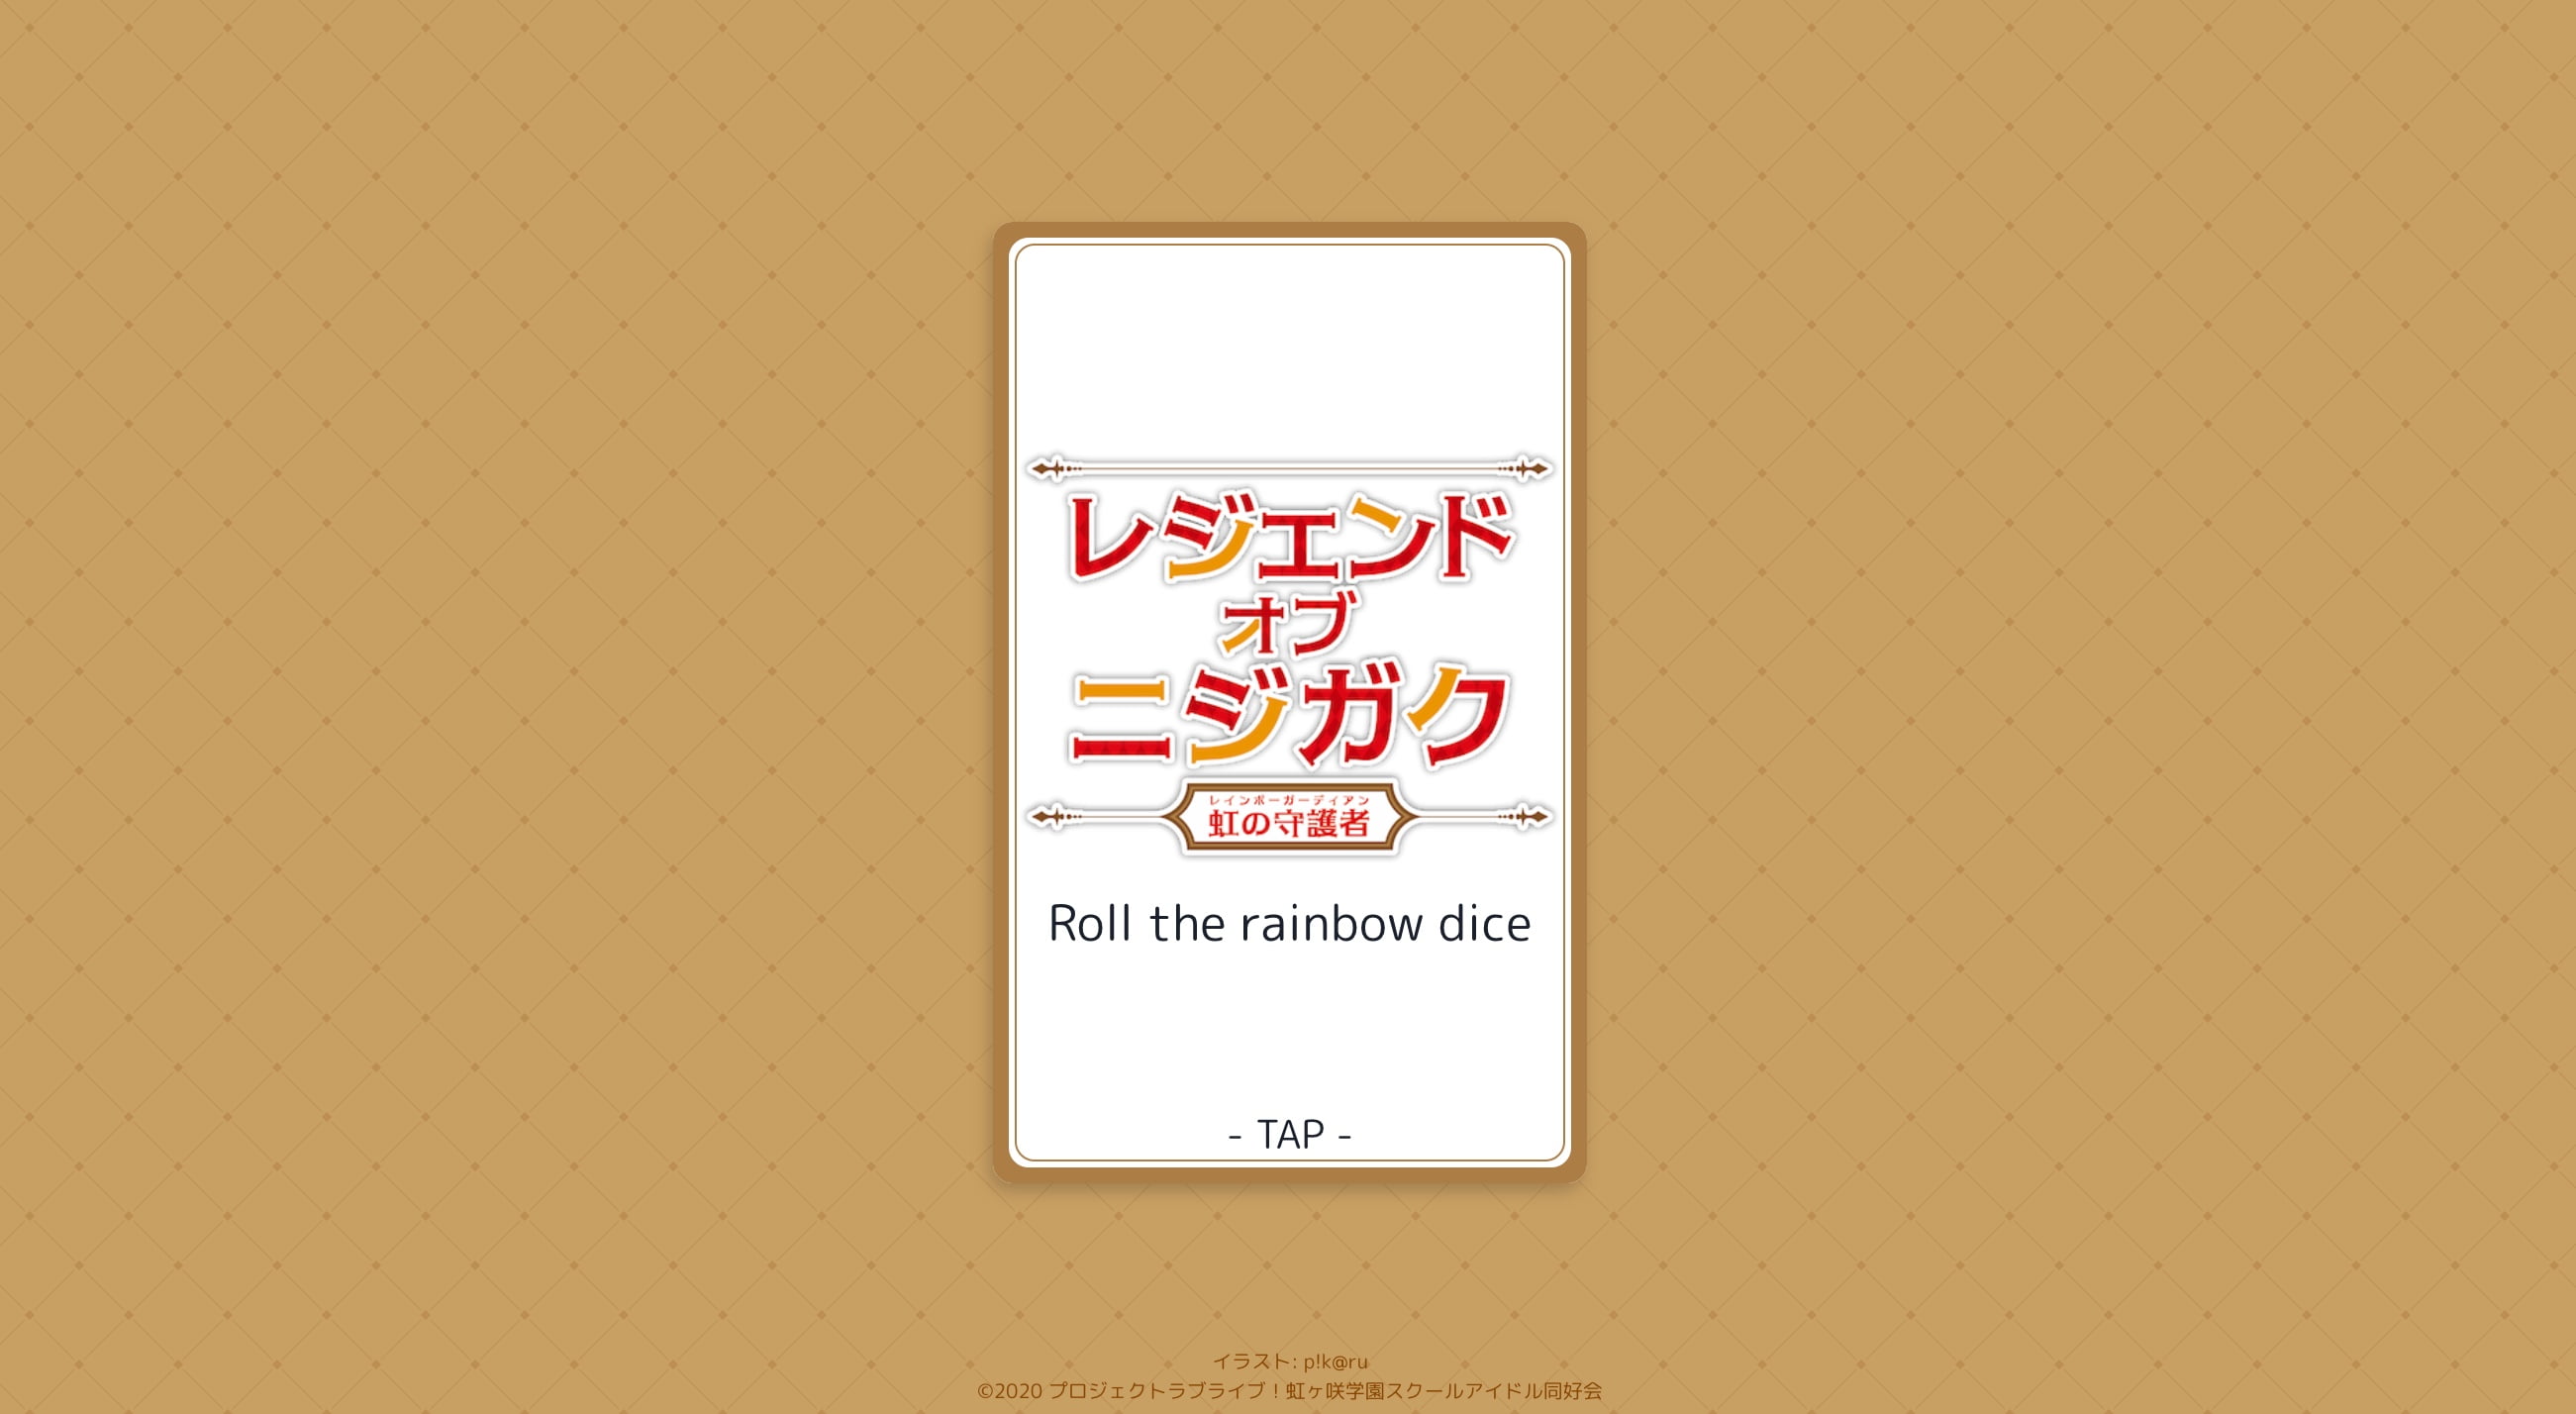 レジェンド
オブ
ニジガク
レインボーガーディアン
虹の守護者
Roll the rainbow dice
- TAP -
イラスト: p!k@ru
©2020 プロジェクトラブライブ！虹ヶ咲学園スクールアイドル同好会